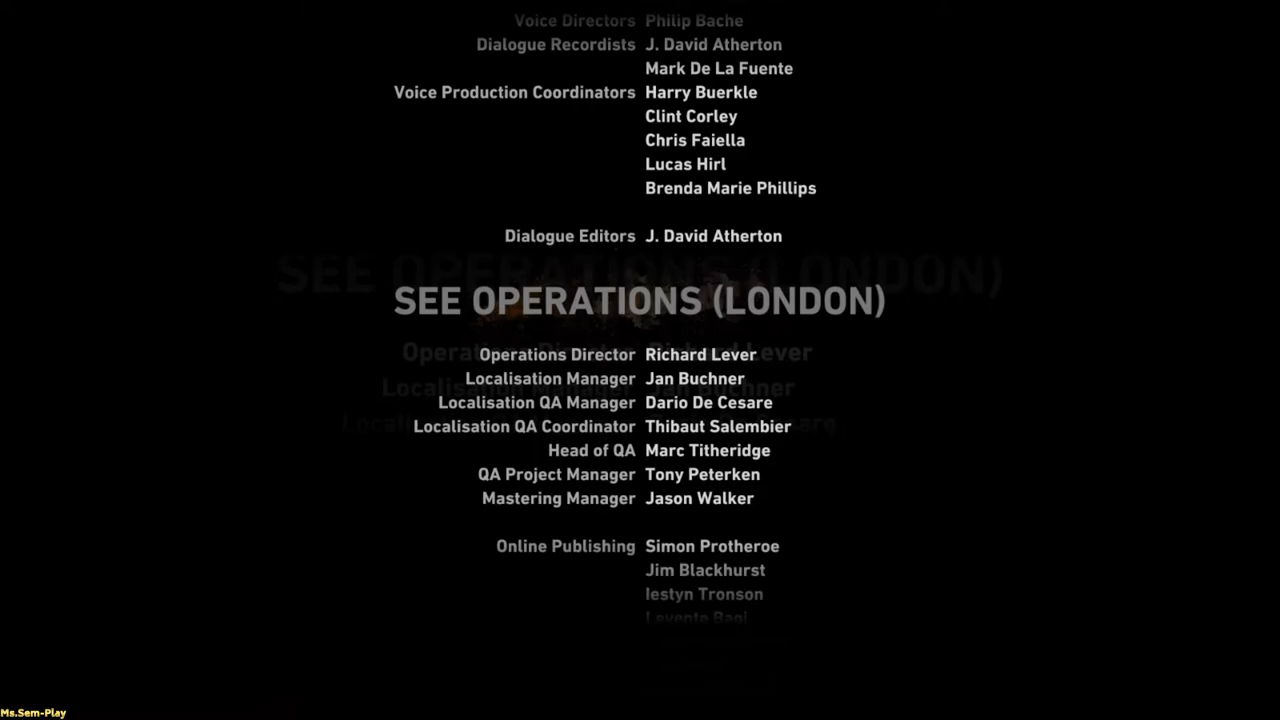 Voice Directors Philip Bache
Dialogue Recordists J. David Atherton
Mark De La Fuente
Voice Production Coordinators Harry Buerkle
Clint Corley
Chris Faiella
Lucas Hirl
Brenda Marie Phillips
Dialogue Editors J. David Atherton
SEE OPERATIONS (LONDON)
Operations Director Richard Lever
Localisation Manager Jan Buchner
Localisation QA Manager Dario De Cesare
Localisation QA Coordinator Thibaut Salembier
Head of QA Marc Titheridge
QA Project Manager Tony Peterken
Mastering Manager Jason Walker
Online Publishing Simon Protheroe
Jim Blackhurst
Iestyn Tronson
Levente Bagi
Ms.Sem-Play